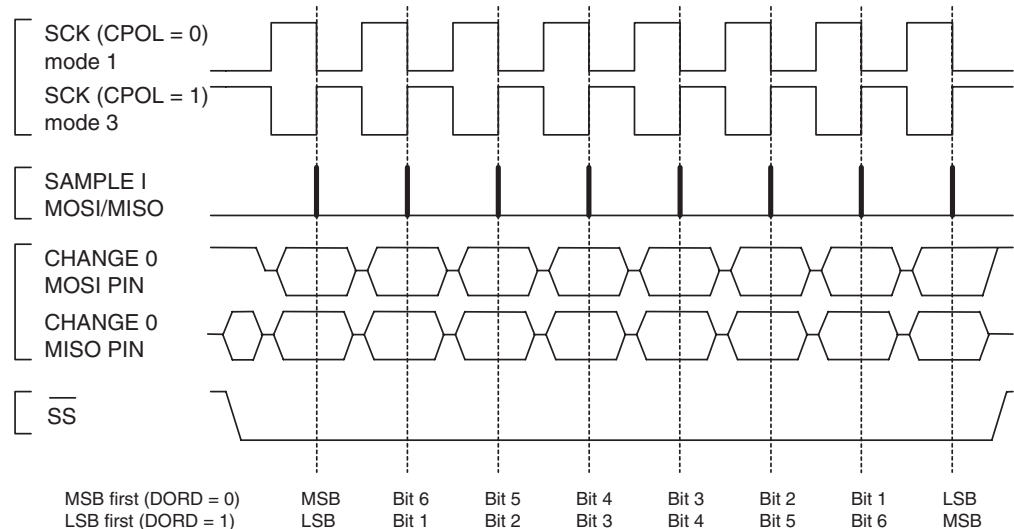 SCK (CPOL = 0)
mode 1
SCK (CPOL = 1)
mode 3
SAMPLE I
MOSI/MISO
CHANGE 0
MOSI PIN
CHANGE 0
MISO PIN
SS
MSB first (DORD = 0) MSB Bit 6 Bit 5 Bit 4 Bit 3 Bit 2 Bit 1 LSB
LSB first (DORD = 1) LSB Bit 1 Bit 2 Bit 3 Bit 4 Bit 5 Bit 6 MSB